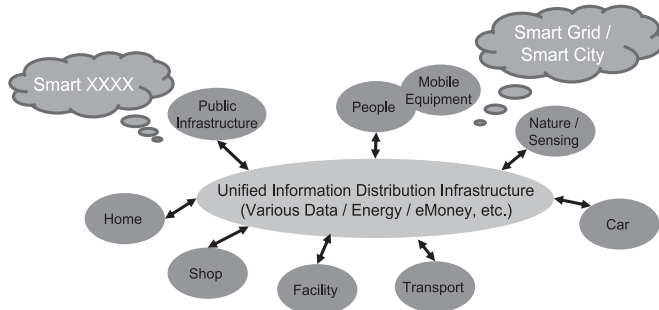 Smart Grid /
Smart City
Smart XXXX
Mobile
Equipment
People
Public
Infrastructure
Nature /
Sensing
Unified Information Distribution Infrastructure
(Various Data / Energy / eMoney, etc.)
Home
Car
Shop
Facility
Transport